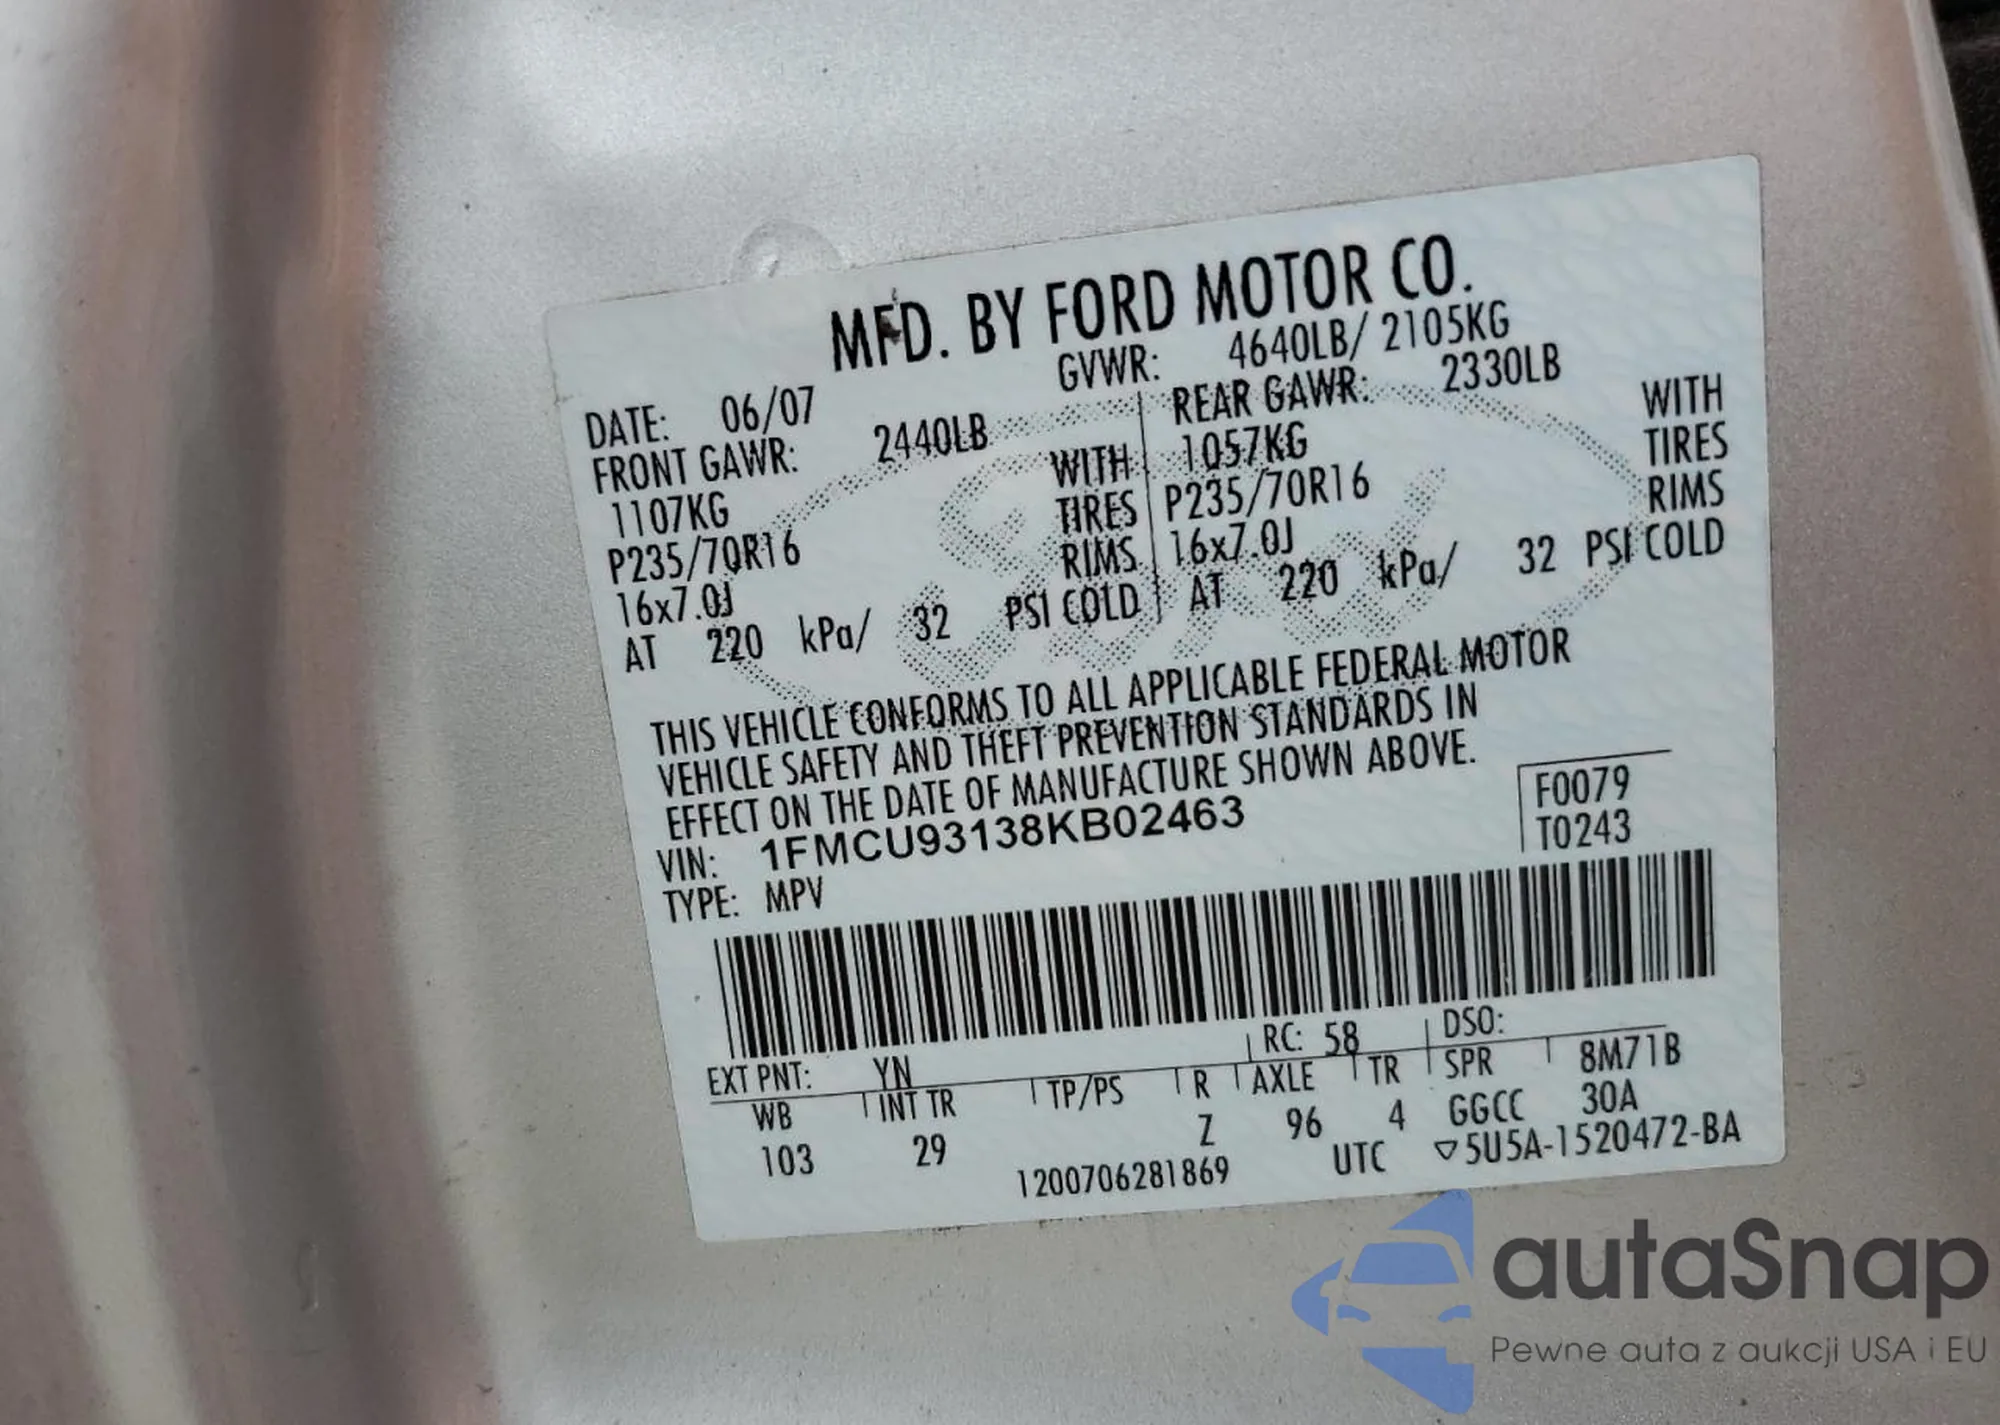 MFD. BY FORD MOTOR CO.
DATE: 06/07 GVWR: 4640LB/ 2105KG
FRONT GAWR: 2440LB REAR GAWR: 2330LB
1107KG WITH 1057KG WITH
P235/70R16 TIRES P235/70R16 TIRES
16x7.0J RIMS 16x7.0J RIMS
AT 220 kPa/ 32 PSI COLD AT 220 kPa/ 32 PSI COLD
THIS VEHICLE CONFORMS TO ALL APPLICABLE FEDERAL MOTOR
VEHICLE SAFETY AND THEFT PREVENTION STANDARDS IN
EFFECT ON THE DATE OF MANUFACTURE SHOWN ABOVE.
VIN: 1FMCU93138KB02463
F0079
TYPE: MPV
T0243
EXT PNT: YN RC: 58 DSO:
WB INT TR TP/PS R AXLE TR SPR 8M71B
103 29 Z 96 4 GGCC 30A
1200706281869 UTC ▽5U5A-1520472-BA
autaSnap
Pewne auta z aukcji USA i EU